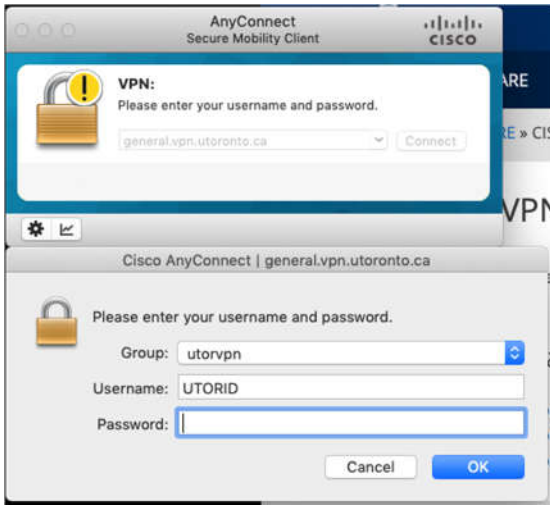 AnyConnect
Secure Mobility Client
CISCO
ARE
VPN:
Please enter your username and password.
general.vpn.utoronto.ca
Connect
RE » CIS
VPN
Cisco AnyConnect | general.vpn.utoronto.ca
Please enter your username and password.
Group: utorvpn
Username: UTORID
Password:
Cancel OK